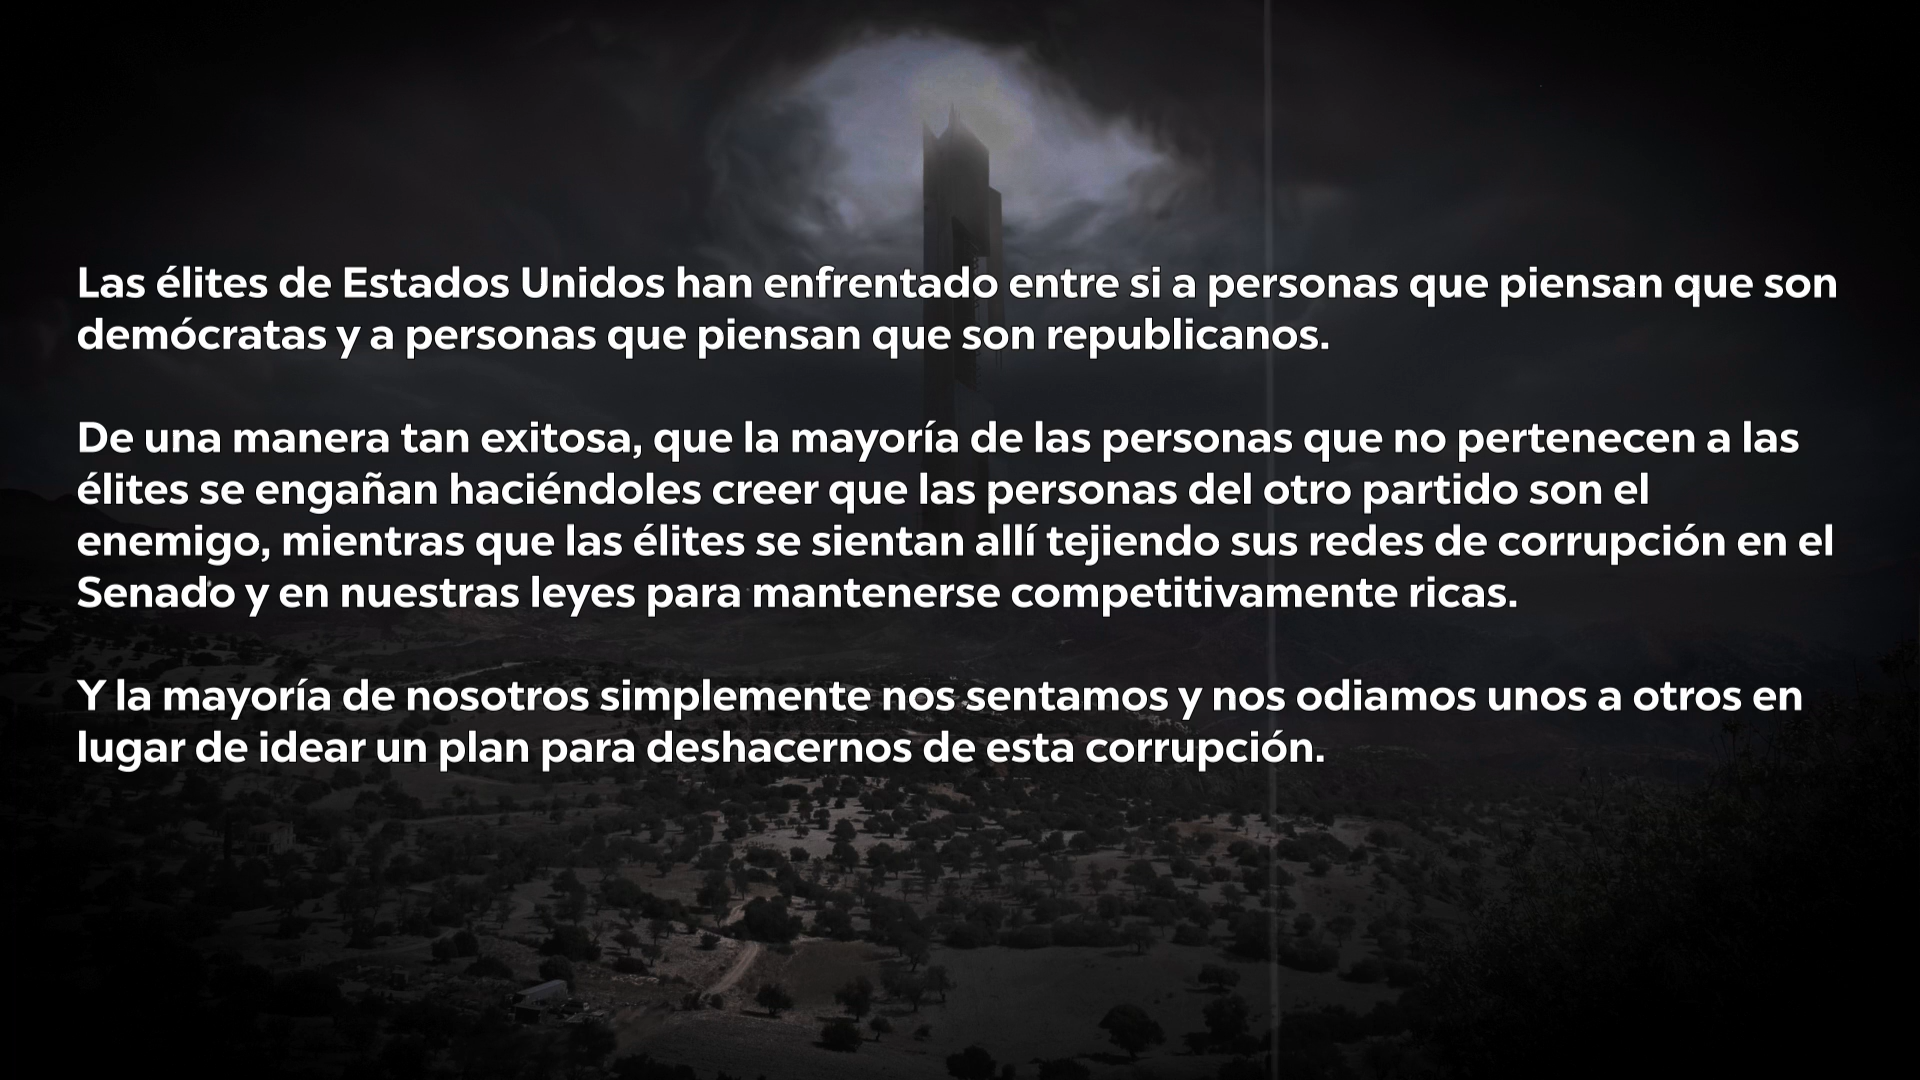 Las élites de Estados Unidos han enfrentado entre si a personas que piensan que son
demócratas y a personas que piensan que son republicanos.
De una manera tan exitosa, que la mayoría de las personas que no pertenecen a las
élites se engañan haciéndoles creer que las personas del otro partido son el
enemigo, mientras que las élites se sientan allí tejiendo sus redes de corrupción en el
Senado y en nuestras leyes para mantenerse competitivamente ricas.
Y la mayoría de nosotros simplemente nos sentamos y nos odiamos unos a otros en
lugar de idear un plan para deshacernos de esta corrupción.